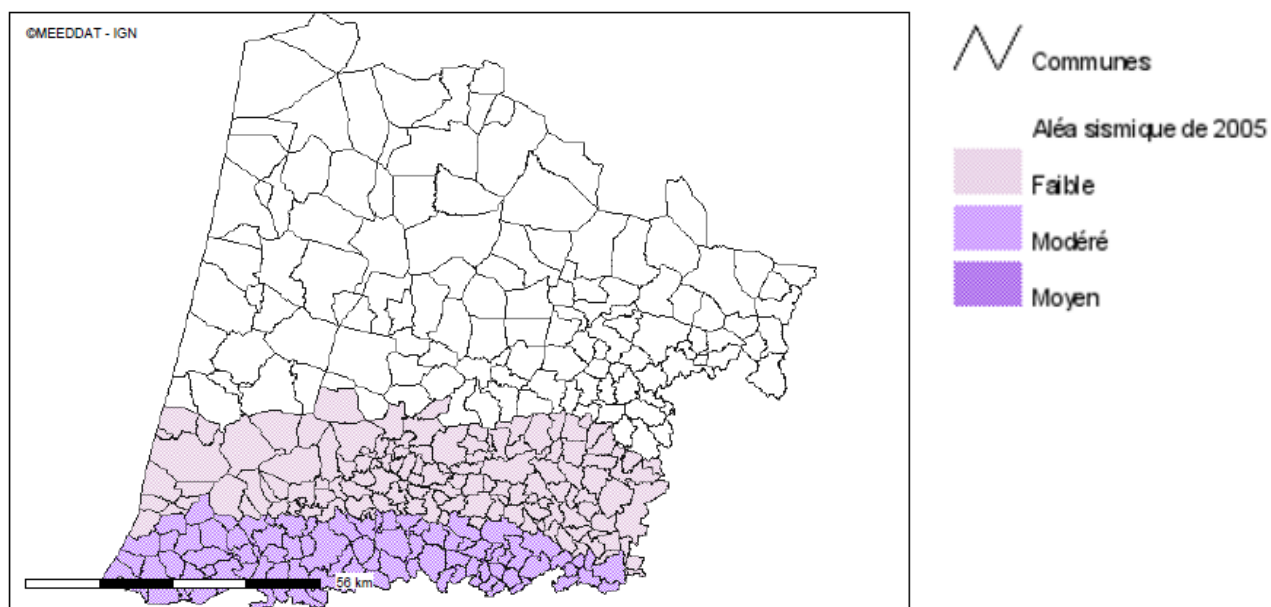 ©MEEDDAT - IGN
Communes
Aléa sismique de 2005
Faible
Modéré
Moyen
56 km